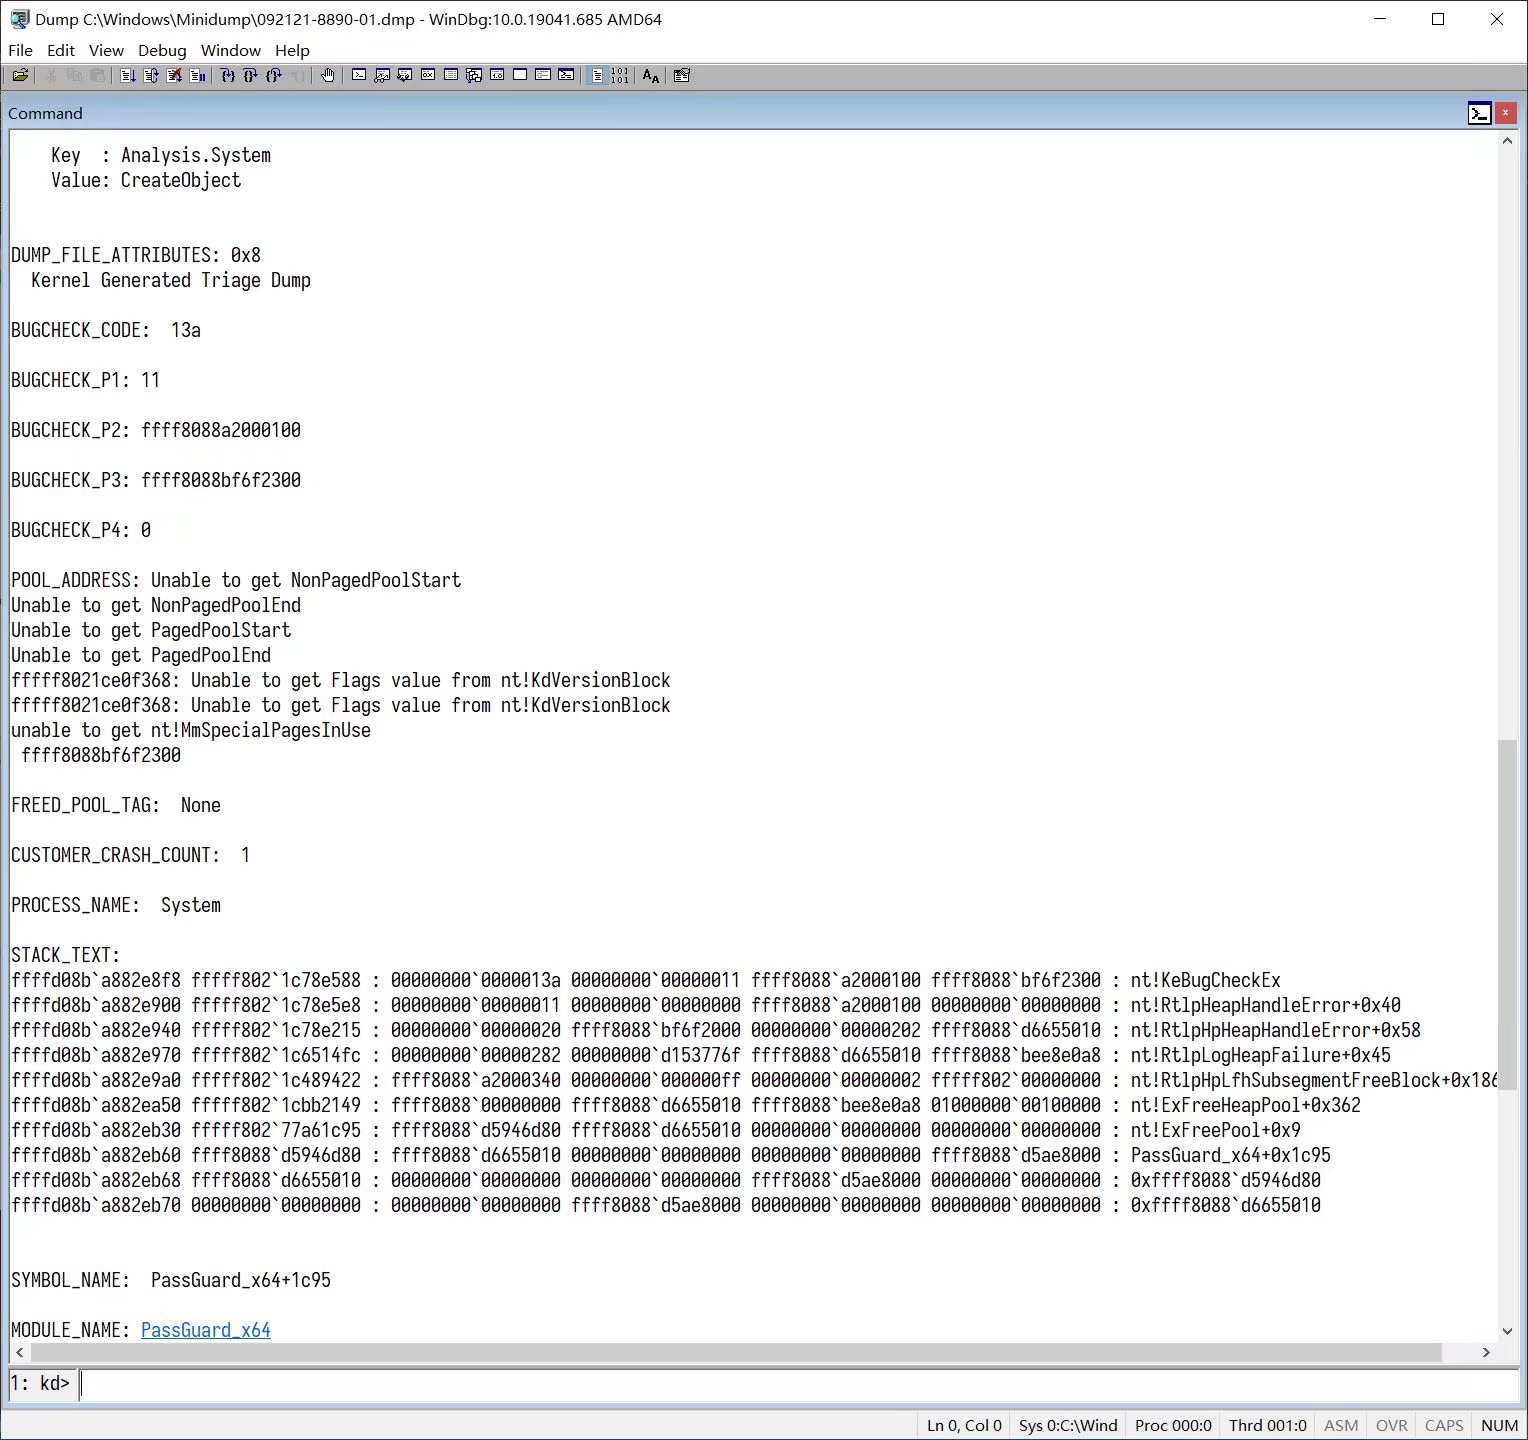 Dump C:\Windows\Minidump\092121-8890-01.dmp - WinDbg:10.0.19041.685 AMD64
File Edit View Debug Window Help
Command
Key  : Analysis.System
Value: CreateObject
DUMP_FILE_ATTRIBUTES: 0x8
Kernel Generated Triage Dump
BUGCHECK_CODE:  13a
BUGCHECK_P1: 11
BUGCHECK_P2: ffff8088a2000100
BUGCHECK_P3: ffff8088bf6f2300
BUGCHECK_P4: 0
POOL_ADDRESS: Unable to get NonPagedPoolStart
Unable to get NonPagedPoolEnd
Unable to get PagedPoolStart
Unable to get PagedPoolEnd
fffff8021ce0f368: Unable to get Flags value from nt!KdVersionBlock
fffff8021ce0f368: Unable to get Flags value from nt!KdVersionBlock
unable to get nt!MmSpecialPagesInUse
ffff8088bf6f2300
FREED_POOL_TAG:  None
CUSTOMER_CRASH_COUNT:  1
PROCESS_NAME:  System
STACK_TEXT:
ffffd08b`a882e8f8 fffff802`1c78e588 : 00000000`0000013a 00000000`00000011 ffff8088`a2000100 ffff8088`bf6f2300 : nt!KeBugCheckEx
ffffd08b`a882e900 fffff802`1c78e5e8 : 00000000`00000011 00000000`00000000 ffff8088`a2000100 00000000`00000000 : nt!RtlpHeapHandleError+0x40
ffffd08b`a882e940 fffff802`1c78e215 : 00000000`00000020 ffff8088`bf6f2000 00000000`00000202 ffff8088`d6655010 : nt!RtlpHpHeapHandleError+0x58
ffffd08b`a882e970 fffff802`1c6514fc : 00000000`00000282 00000000`d153776f ffff8088`d6655010 ffff8088`bee8e0a8 : nt!RtlpLogHeapFailure+0x45
ffffd08b`a882e9a0 fffff802`1c489422 : ffff8088`a2000340 00000000`000000ff 00000000`00000002 fffff802`00000000 : nt!RtlpHpLfhSubsegmentFreeBlock+0x186
ffffd08b`a882ea50 fffff802`1cbb2149 : ffff8088`00000000 ffff8088`d6655010 ffff8088`bee8e0a8 01000000`00100000 : nt!ExFreeHeapPool+0x362
ffffd08b`a882eb30 fffff802`77a61c95 : ffff8088`d5946d80 ffff8088`d6655010 00000000`00000000 00000000`00000000 : nt!ExFreePool+0x9
ffffd08b`a882eb60 ffff8088`d5946d80 : ffff8088`d6655010 00000000`00000000 00000000`00000000 ffff8088`d5ae8000 : PassGuard_x64+0x1c95
ffffd08b`a882eb68 ffff8088`d6655010 : 00000000`00000000 00000000`00000000 ffff8088`d5ae8000 00000000`00000000 : 0xffff8088`d5946d80
ffffd08b`a882eb70 00000000`00000000 : 00000000`00000000 ffff8088`d5ae8000 00000000`00000000 00000000`00000000 : 0xffff8088`d6655010
SYMBOL_NAME:  PassGuard_x64+1c95
MODULE_NAME: PassGuard_x64
1: kd>
Ln 0, Col 0 Sys 0:C:\Wind Proc 000:0 Thrd 001:0 ASM OVR CAPS NUM